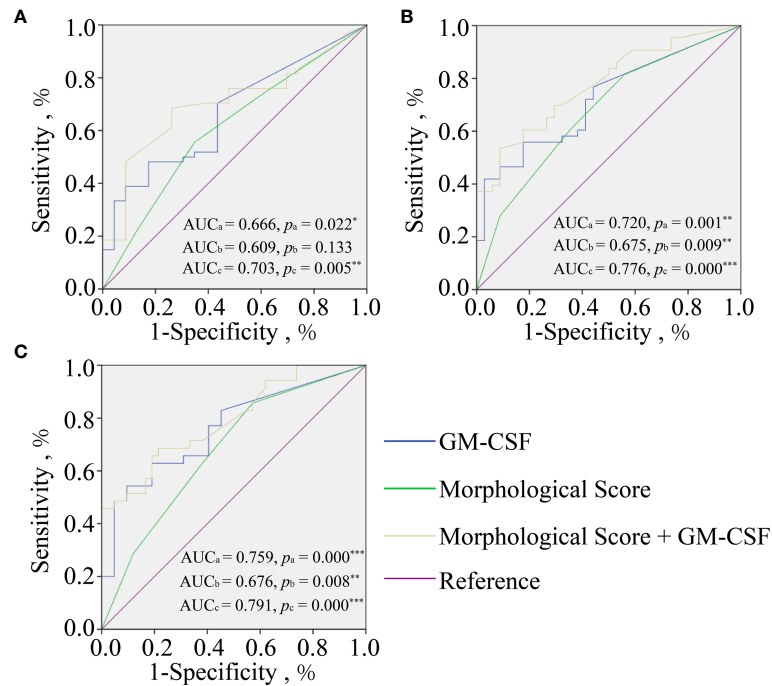 A
Sensitivity , %
1.0
0.8
0.6
0.4
0.2
0.0
AUCa = 0.666, pa = 0.022*
AUCb = 0.609, pb = 0.133
AUCc = 0.703, pc = 0.005**
0.0 0.2 0.4 0.6 0.8 1.0
1-Specificity , %
B
Sensitivity , %
1.0
0.8
0.6
0.4
0.2
0.0
AUCa = 0.720, pa = 0.001**
AUCb = 0.675, pb = 0.009**
AUCc = 0.776, pc = 0.000***
0.0 0.2 0.4 0.6 0.8 1.0
1-Specificity , %
C
Sensitivity , %
1.0
0.8
0.6
0.4
0.2
0.0
AUCa = 0.759, pa = 0.000***
AUCb = 0.676, pb = 0.008**
AUCc = 0.791, pc = 0.000***
0.0 0.2 0.4 0.6 0.8 1.0
1-Specificity , %
GM-CSF
Morphological Score
Morphological Score + GM-CSF
Reference